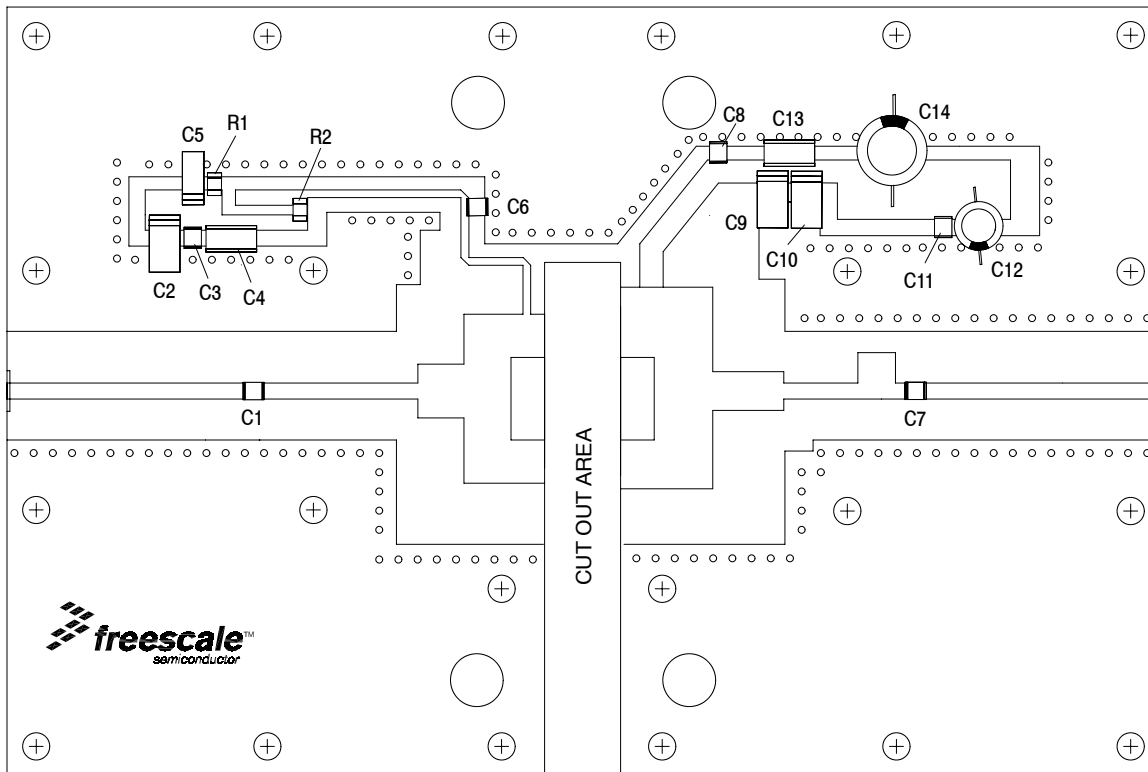 C8
C13
C14
C5
R1
R2
C6
C9
C10
C11
C12
C2
C3
C4
C1
C7
CUT OUT AREA
freescale™
semiconductor